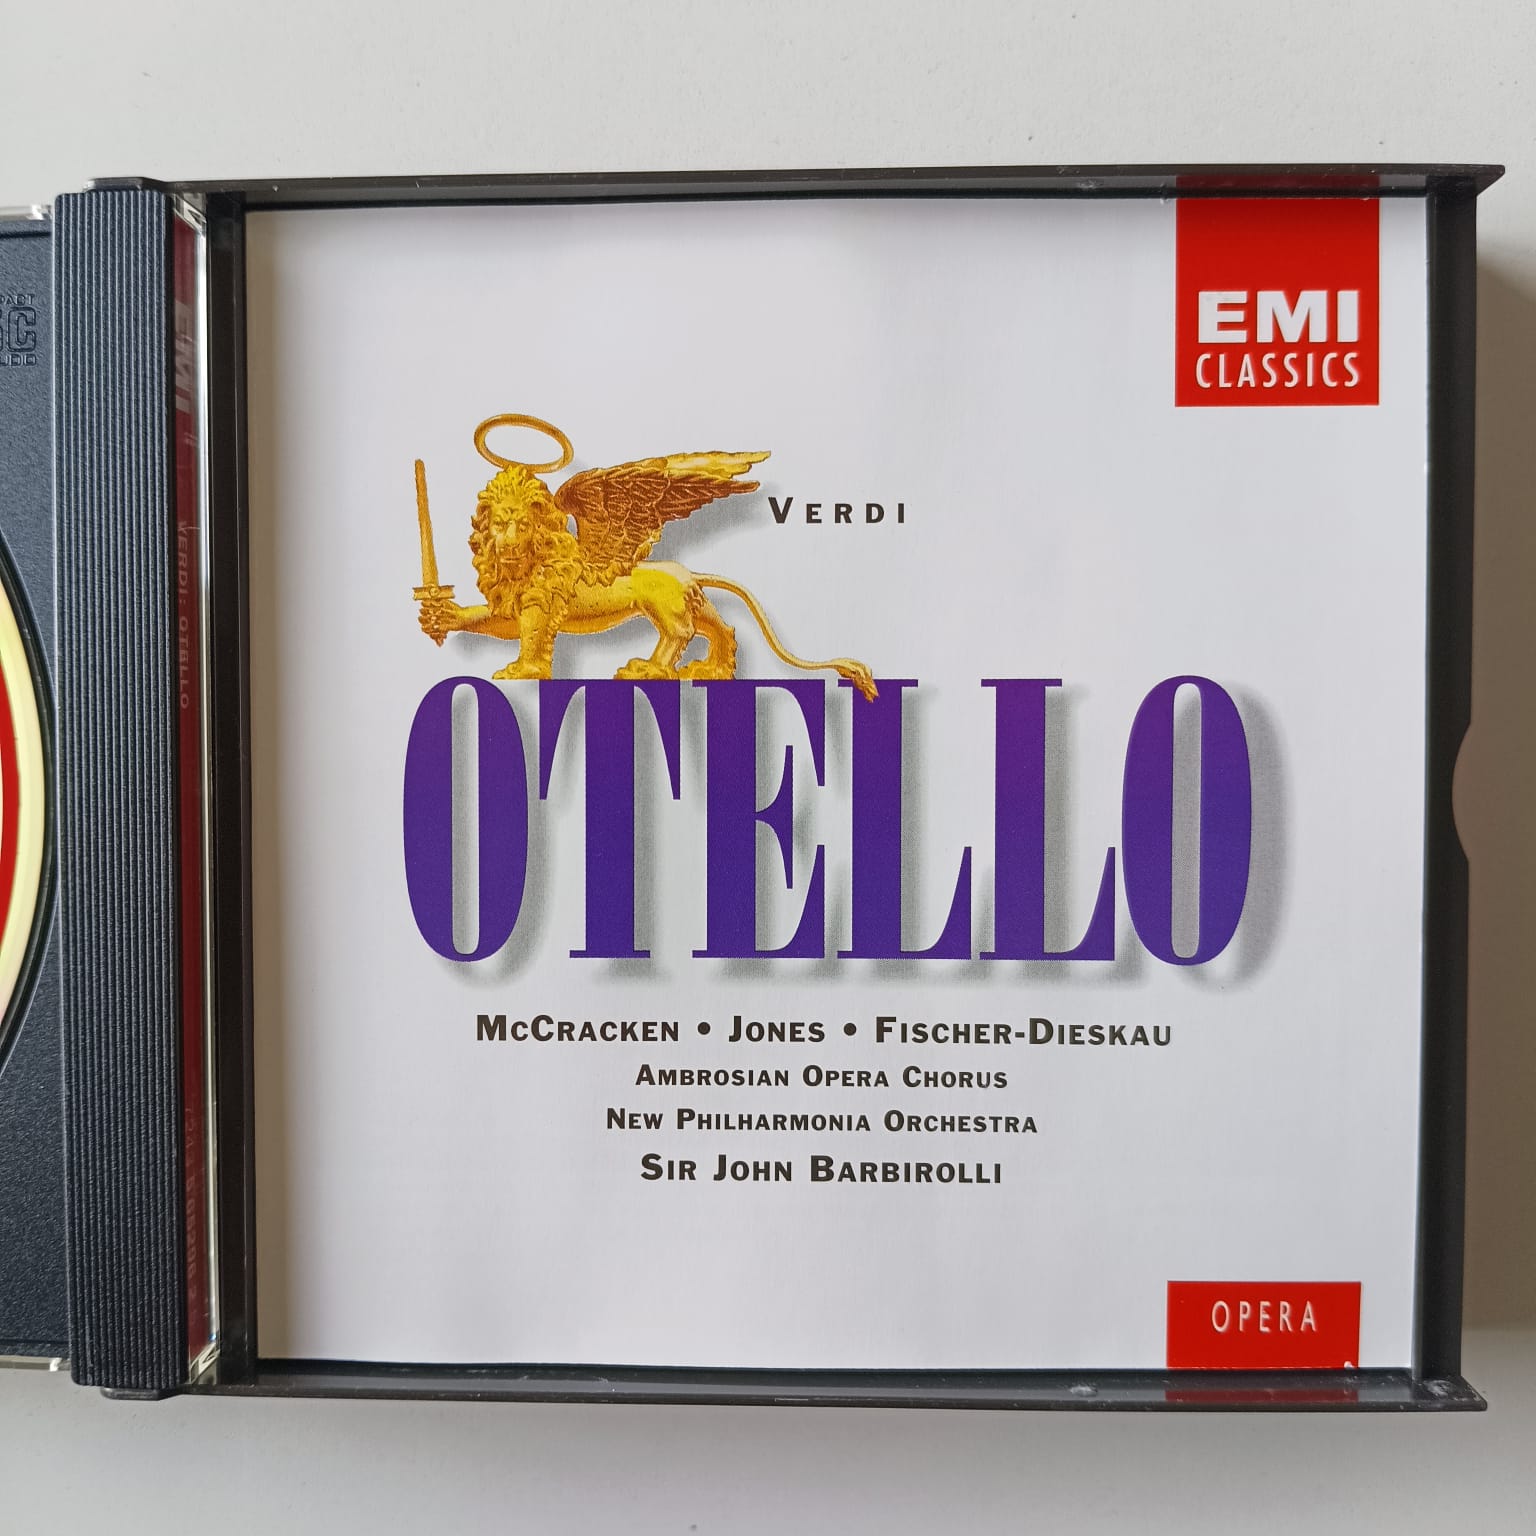 EMI
CLASSICS
VERDI
OTELLO
MCCRACKEN • JONES • FISCHER-DIESKAU
AMBROSIAN OPERA CHORUS
NEW PHILHARMONIA ORCHESTRA
SIR JOHN BARBIROLLI
OPERA
EMI
VERDI: OTELLO